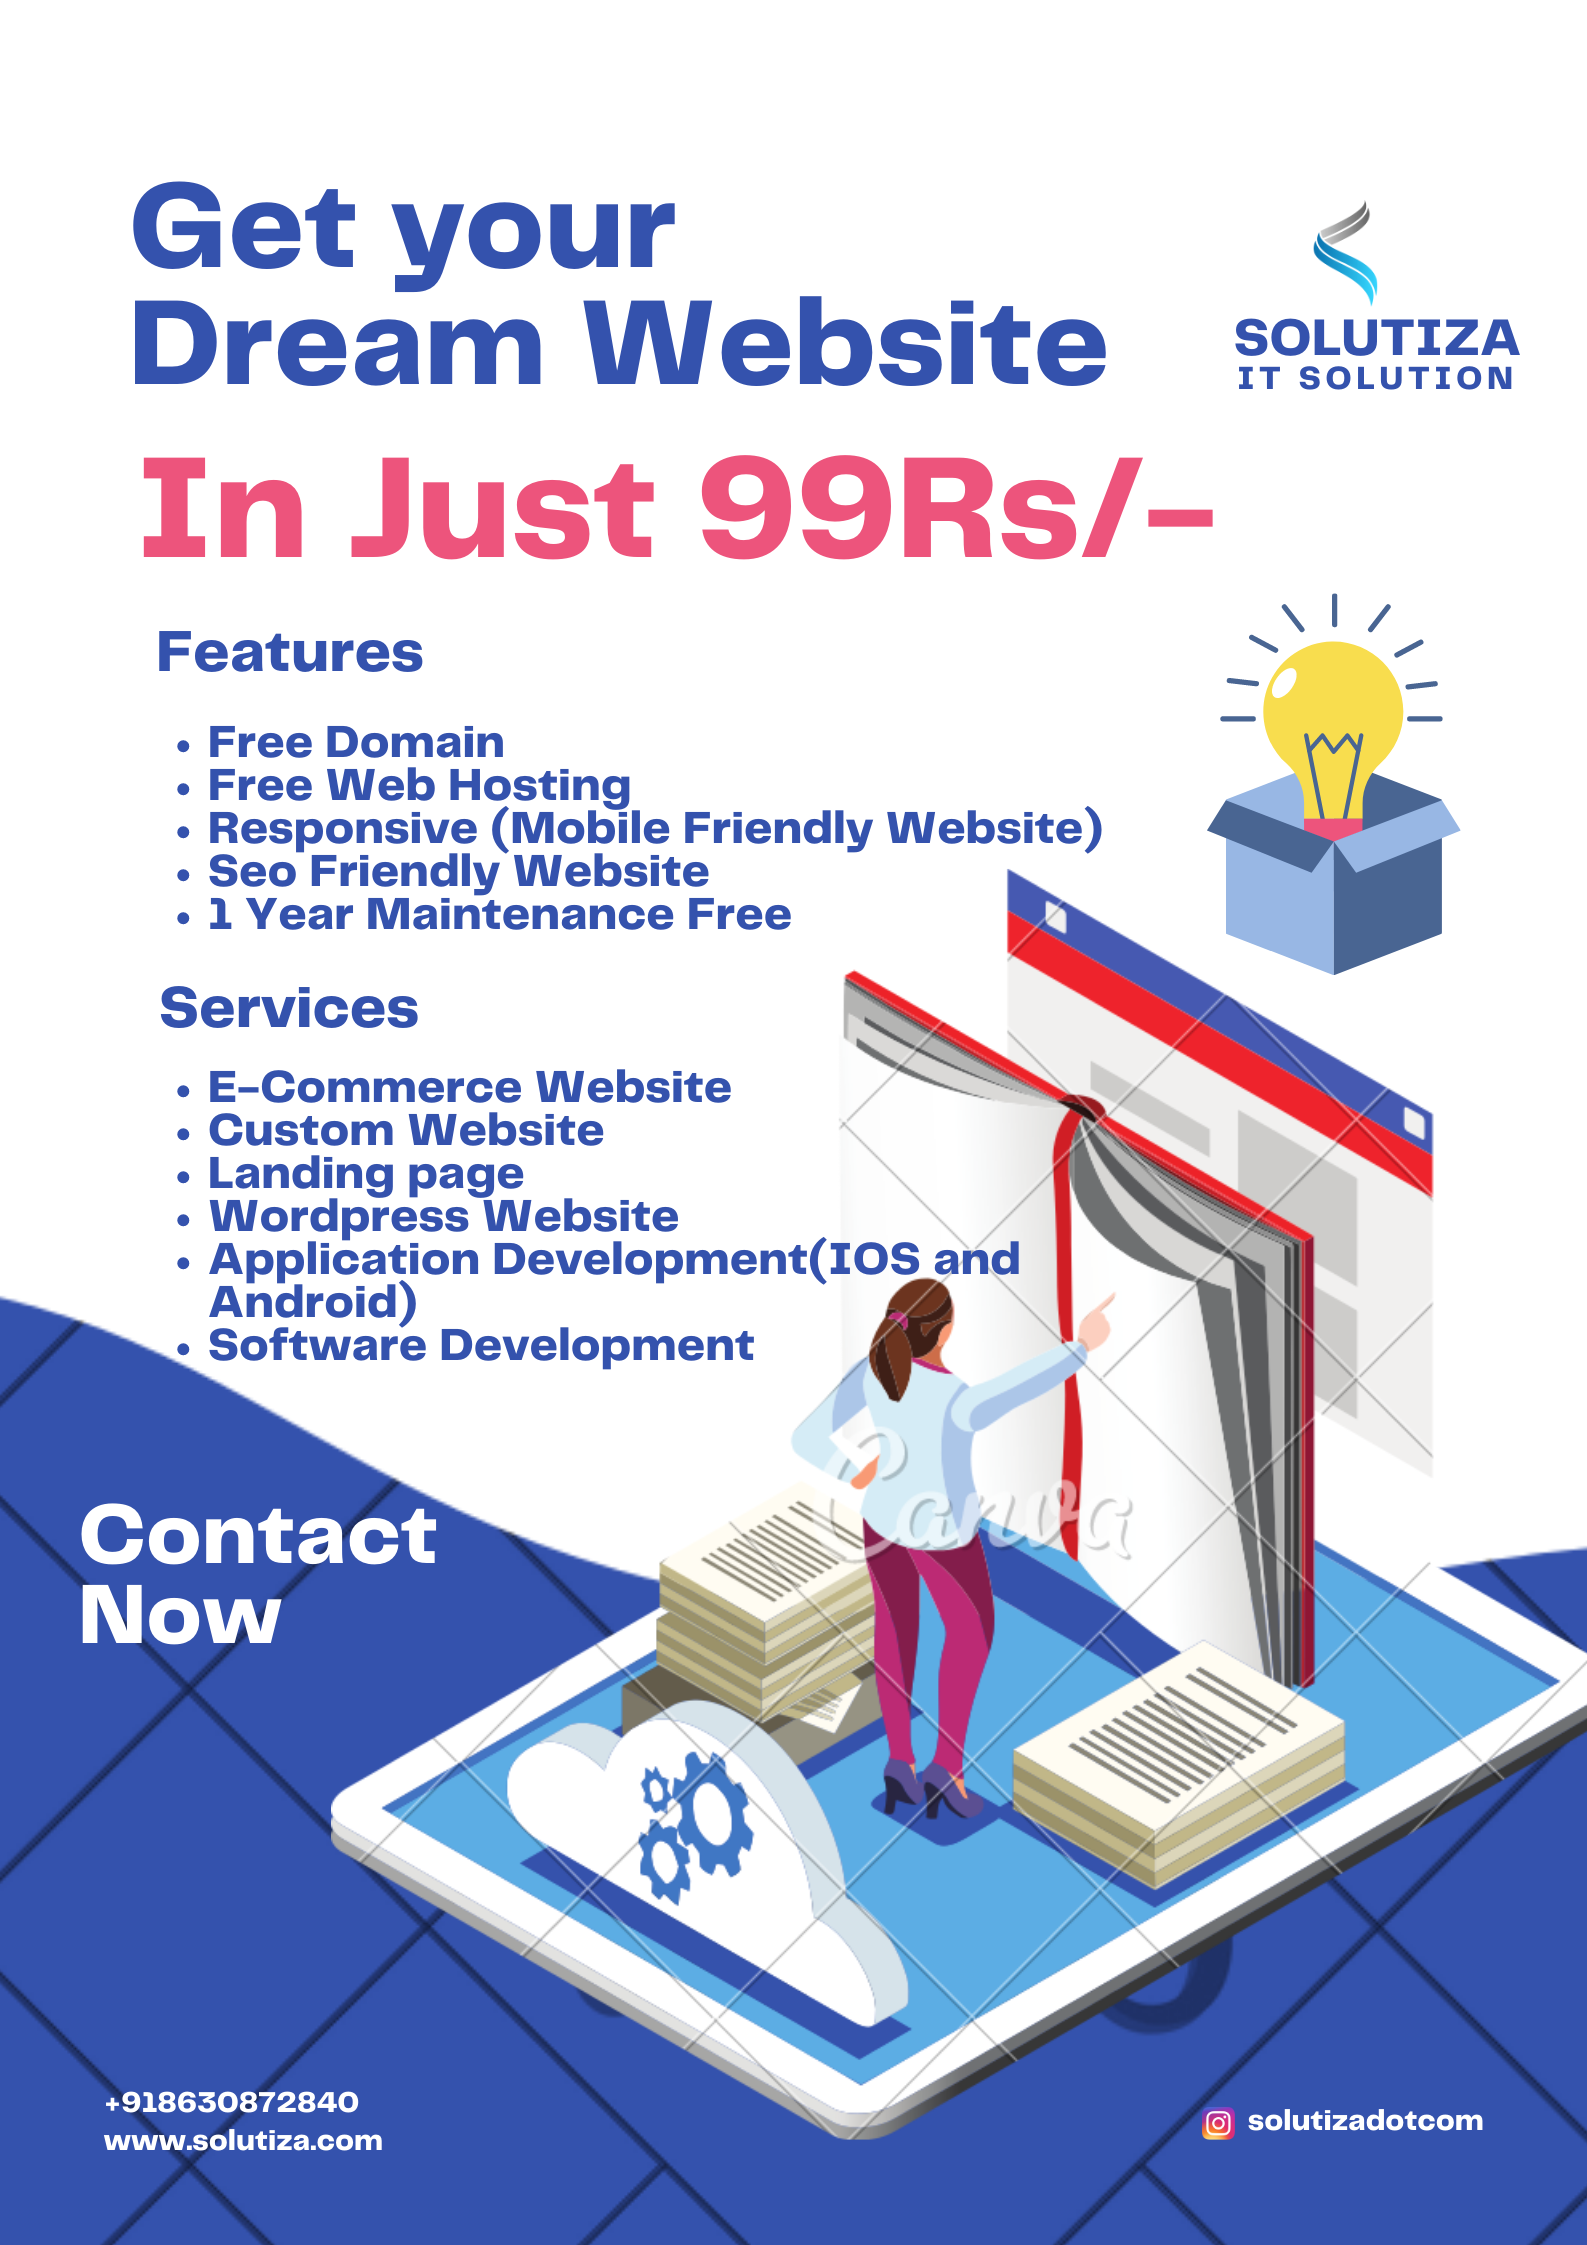 Get your
Dream Website
SOLUTIZA
IT SOLUTION
In Just 99Rs/-
Features
• Free Domain
• Free Web Hosting
• Responsive (Mobile Friendly Website)
• Seo Friendly Website
• 1 Year Maintenance Free
Services
• E-Commerce Website
• Custom Website
• Landing page
• Wordpress Website
• Application Development(IOS and
Android)
• Software Development
Canva
Contact
Now
+918630872840
www.solutiza.com
solutizadotcom